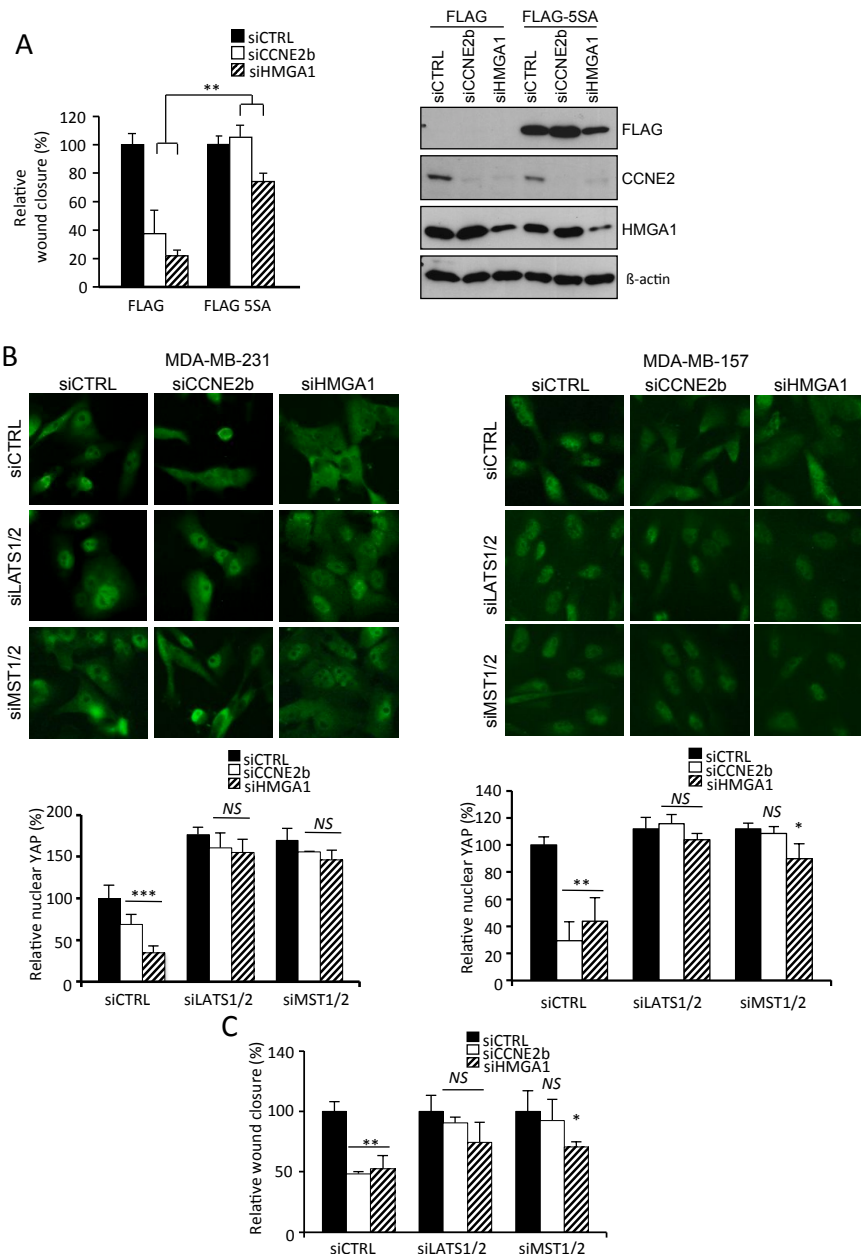 A
siCTRL
siCCNE2b
siHMGA1
**
120
100
80
60
40
20
0
Relative
wound closure (%)
FLAG
FLAG 5SA
FLAG
FLAG-5SA
siCTRL
siCCNE2b
siHMGA1
siCTRL
siCCNE2b
siHMGA1
FLAG
CCNE2
HMGA1
ß-actin
B
MDA-MB-231
siCTRL
siCCNE2b
siHMGA1
siCTRL
siLATS1/2
siMST1/2
MDA-MB-157
siCTRL
siCCNE2b
siHMGA1
siCTRL
siLATS1/2
siMST1/2
siCTRL
siCCNE2b
siHMGA1
Relative nuclear YAP (%)
200
150
100
50
0
***
NS
NS
siCTRL
siLATS1/2
siMST1/2
siCTRL
siCCNE2b
siHMGA1
Relative nuclear YAP (%)
140
120
100
80
60
40
20
0
**
NS
NS
*
siCTRL
siLATS1/2
siMST1/2
C
siCTRL
siCCNE2b
siHMGA1
Relative wound closure (%)
140
100
50
0
**
NS
NS
*
siCTRL
siLATS1/2
siMST1/2